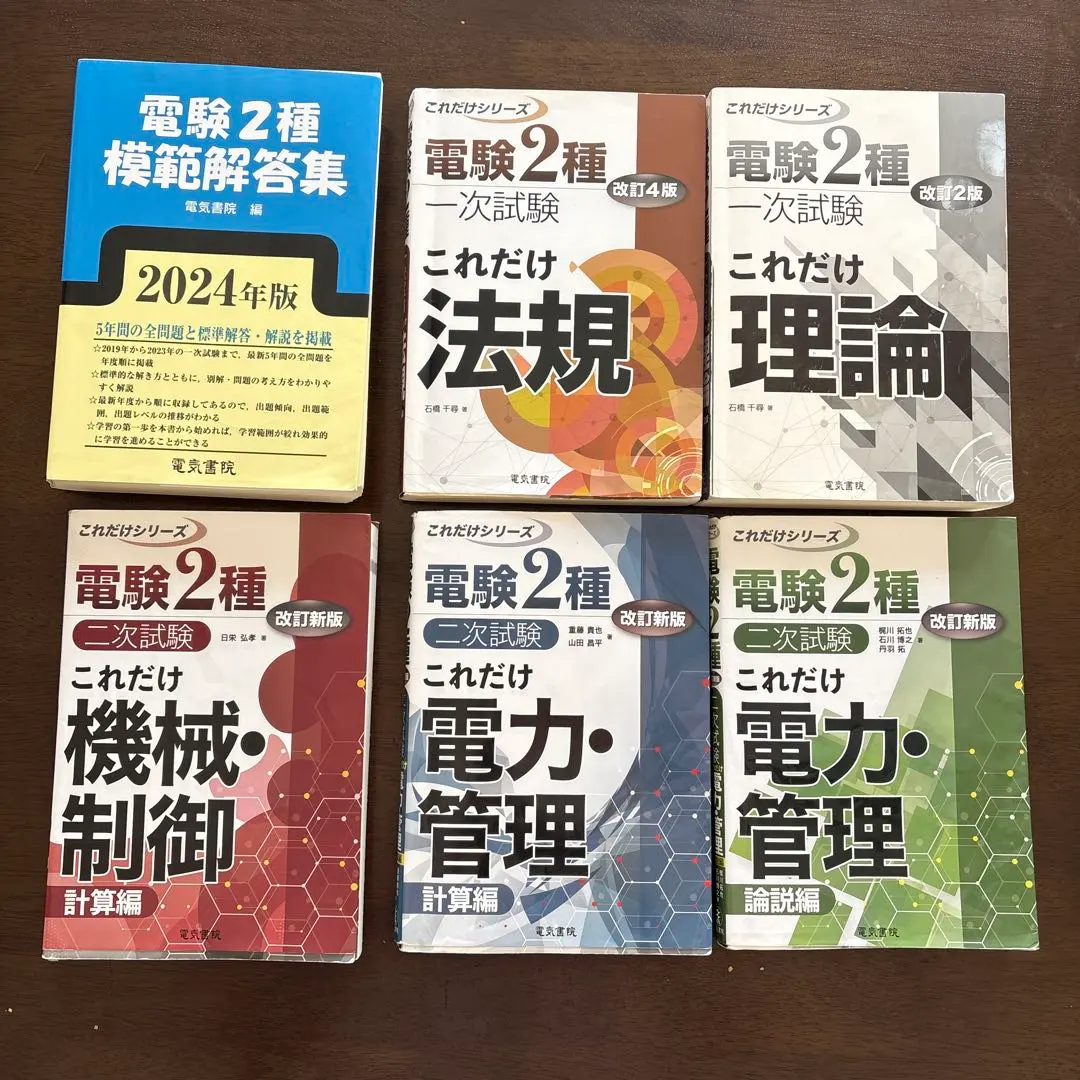 電験2種
模範解答集
電気書院 編
2024年版
5年間の全問題と標準解答・解説を掲載
☆2019年から2023年の一次試験まで、最新5年間の全問題を
年度順に掲載
☆標準的な解き方とともに、別解・問題の考え方をわかりや
すく解説
☆最新年度から順に収録してあるので、出題傾向、出題範
囲、出題レベルの推移がわかる
☆学習の第一歩を本書から始めれば、学習範囲が絞れ効果的
に学習を進めることができる
電気書院
これだけシリーズ
電験2種
一次試験
改訂4版
これだけ
法規
石橋 千尋 著
電気書院
これだけシリーズ
電験2種
一次試験
改訂2版
これだけ
理論
石橋 千尋 著
電気書院
これだけシリーズ
電験2種
改訂新版
二次試験
日栄 弘孝 著
これだけ
機械・
制御
計算編
電気書院
これだけシリーズ
電験2種
改訂新版
二次試験
重藤 貴也
山田 昌平 著
これだけ
電力・
管理
計算編
電気書院
これだけシリーズ
電験2種
改訂新版
二次試験
梶川 拓也
石川 博之 著
丹羽 拓
これだけ
電力・
管理
論説編
電気書院